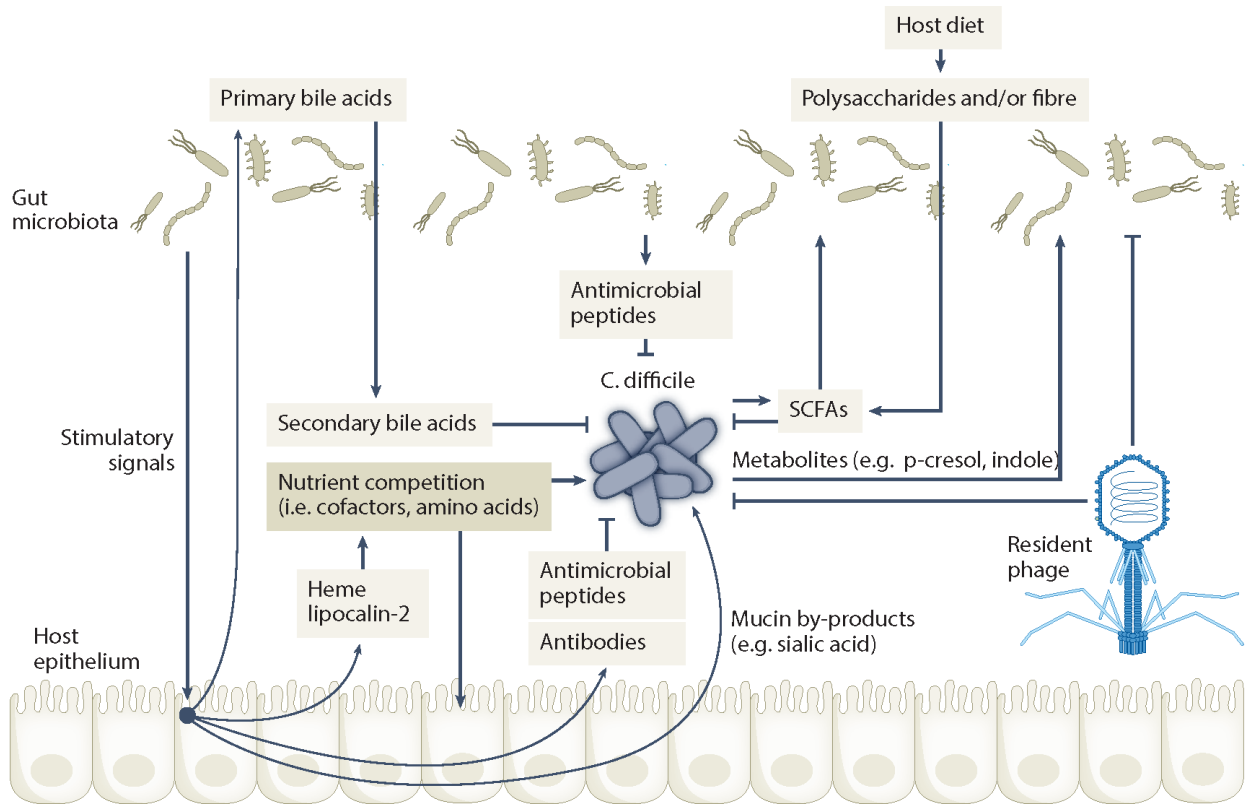 Host diet
Primary bile acids
Polysaccharides and/or fibre
Gut
microbiota
Antimicrobial
peptides
C. difficile
Secondary bile acids
SCFAs
Stimulatory
signals
Metabolites (e.g. p-cresol, indole)
Nutrient competition
(i.e. cofactors, amino acids)
Resident
phage
Heme
lipocalin-2
Antimicrobial
peptides
Antibodies
Mucin by-products
(e.g. sialic acid)
Host
epithelium